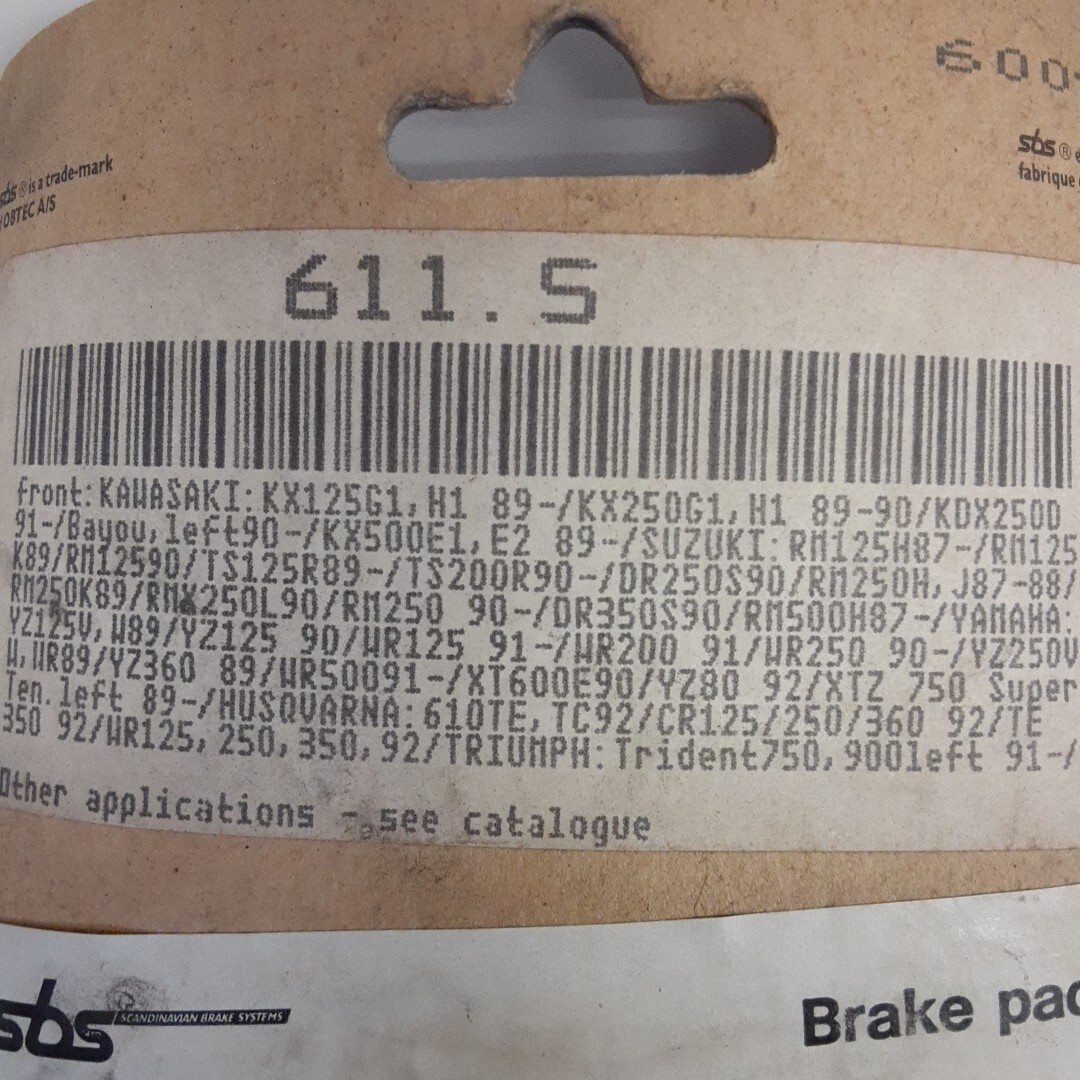 600
sbs® is a trade-mark
OBTEC A/S
sbs®
fabrique
611.S
front:KAWASAKI:KX125G1,H1 89-/KX250G1,H1 89-90/KDX250D
91-/Bayou,left90-/KX500E1,E2 89-/SUZUKI:RM125H87-/RM125
K89/RM12590/TS125R89-/TS200R90-/DR250S90/RM250H,J87-88/
RM250K89/RMX250L90/RM250 90-/DR350S90/RM500H87-/YAMAHA:
YZ125V,W89/YZ125 90/WR125 91-/WR200 91/WR250 90-/YZ250V
W,WR89/YZ360 89/WR50091-/XT600E90/YZ80 92/XTZ 750 Super
Ten.left 89-/HUSQVARNA:610TE,TC92/CR125/250/360 92/TE
350 92/WR125,250,350,92/TRIUMPH:Trident750,900left 91-/
Other applications - see catalogue
sbs SCANDINAVIAN BRAKE SYSTEMS
Brake pad